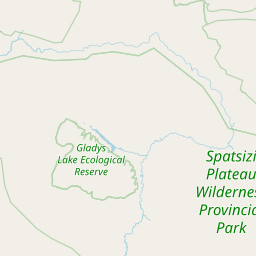 Gladys
Lake Ecological
Reserve
Spatsizi
Plateau
Wilderness
Provincial
Park